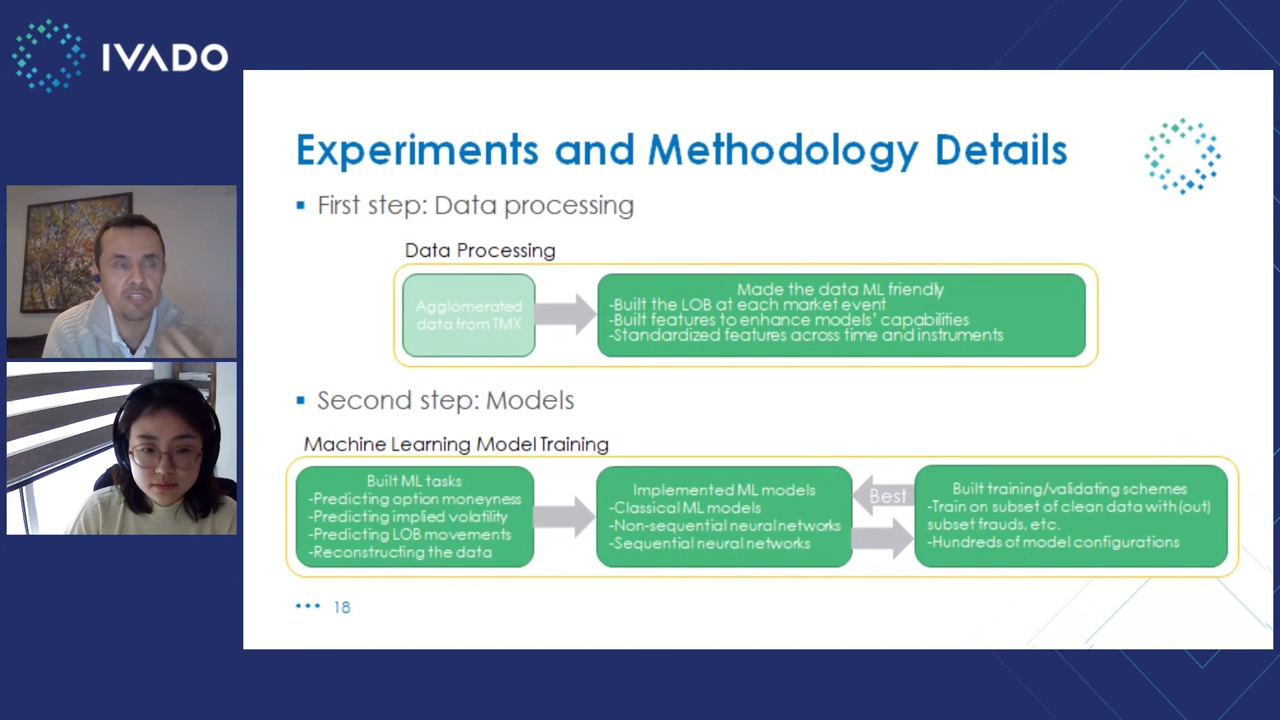 IVADO
Experiments and Methodology Details
First step: Data processing
Data Processing
Agglomerated
data from TMX
Made the data ML friendly
-Built the LOB at each market event
-Built features to enhance models' capabilities
-Standardized features across time and instruments
Second step: Models
Machine Learning Model Training
Built ML tasks
-Predicting option moneyness
-Predicting implied volatility
-Predicting LOB movements
-Reconstructing the data
Implemented ML models
-Classical ML models
-Non-sequential neural networks
-Sequential neural networks
Best
Built training/validating schemes
-Train on subset of clean data with(out)
subset frauds, etc.
-Hundreds of model configurations
18